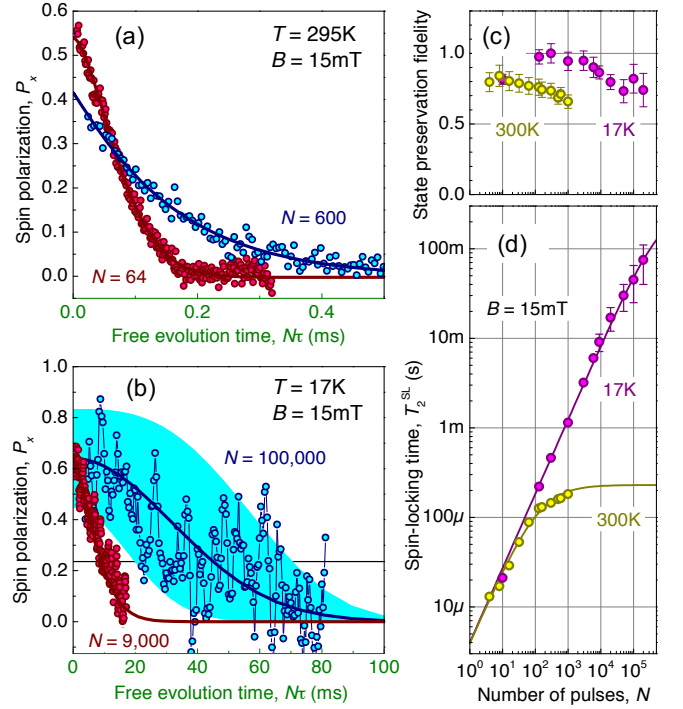 (a)
T = 295K
B = 15mT
Spin polarization, Pₓ
0.6
0.5
0.4
0.3
0.2
0.1
0.0
N = 600
N = 64
0.0
0.2
0.4
Free evolution time, Nτ (ms)
(b)
T = 17K
B = 15mT
Spin polarization, Pₓ
1.0
0.8
0.6
0.4
0.2
0.0
N = 100,000
N = 9,000
0
20
40
60
80
100
Free evolution time, Nτ (ms)
(c)
State preservation fidelity
1.0
0.5
0.0
300K
17K
(d)
B = 15mT
Spin-locking time, T₂ˢᴸ (s)
100m
10m
1m
100µ
10µ
17K
300K
10⁰
10¹
10²
10³
10⁴
10⁵
Number of pulses, N